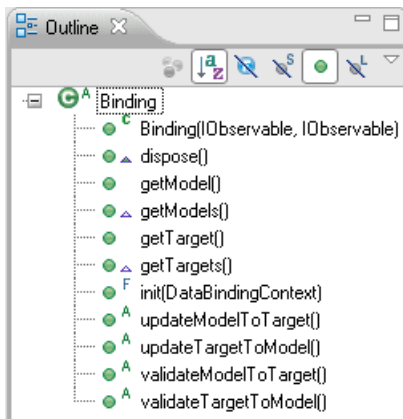 Outline
a
z
S
L
A
Binding
C
Binding(IObservable, IObservable)
dispose()
getModel()
getModels()
getTarget()
getTargets()
F
init(DataBindingContext)
A
updateModelToTarget()
A
updateTargetToModel()
A
validateModelToTarget()
A
validateTargetToModel()